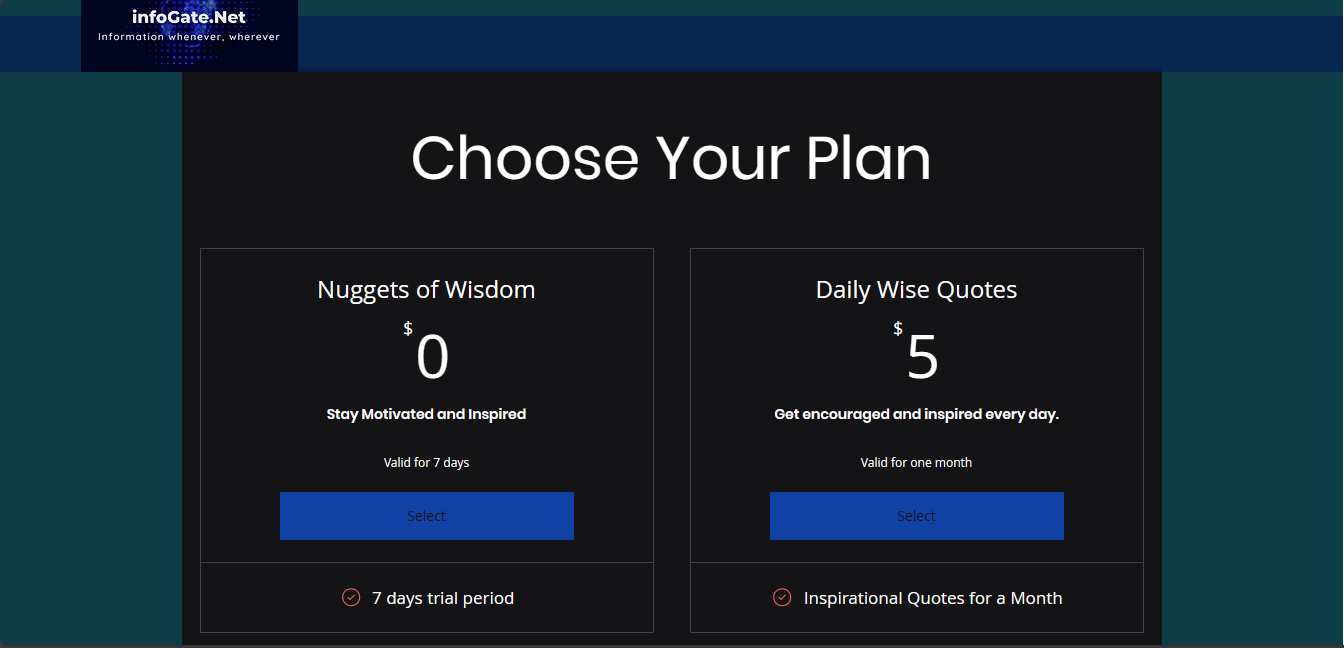 infoGate.Net
Information whenever, wherever
Choose Your Plan
Nuggets of Wisdom
$0
Stay Motivated and Inspired
Valid for 7 days
Select
7 days trial period
Daily Wise Quotes
$5
Get encouraged and inspired every day.
Valid for one month
Select
Inspirational Quotes for a Month